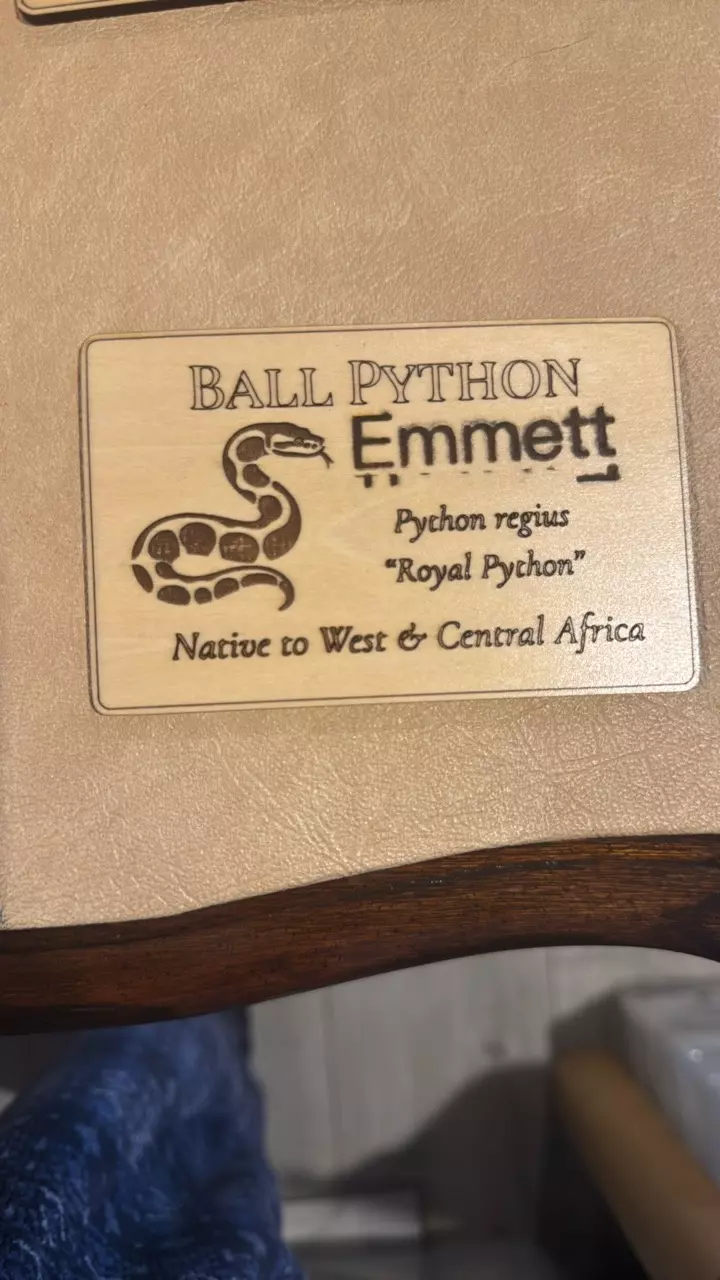 BALL PYTHON
Emmett
Python regius
"Royal Python"
Native to West & Central Africa